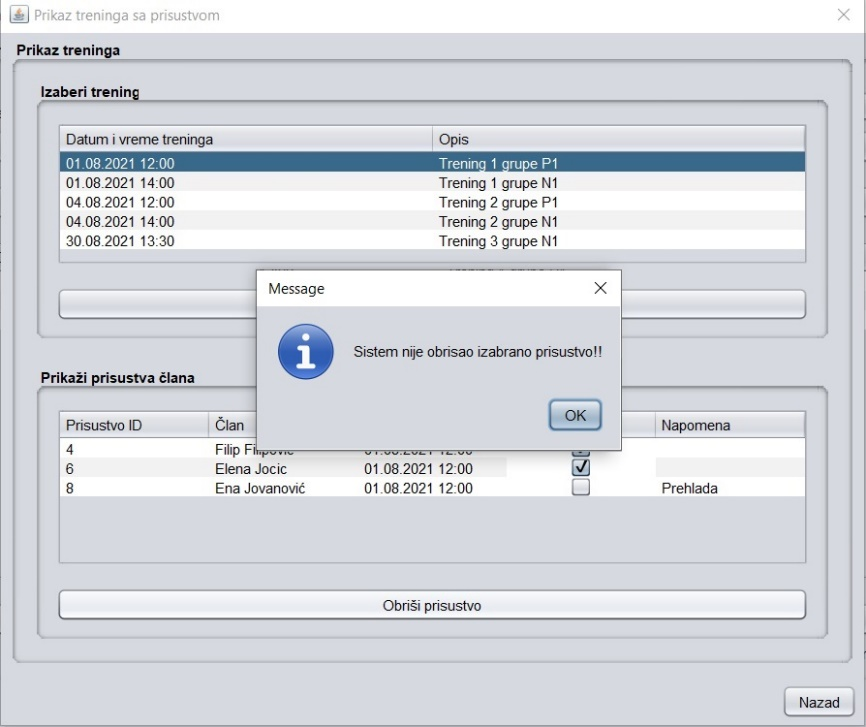 Prikaz treninga sa prisustvom
Prikaz treninga
Izaberi trening
Datum i vreme treninga Opis
01.08.2021 12:00 Trening 1 grupe P1
01.08.2021 14:00 Trening 1 grupe N1
04.08.2021 12:00 Trening 2 grupe P1
04.08.2021 14:00 Trening 2 grupe N1
30.08.2021 13:30 Trening 3 grupe N1
Message
Sistem nije obrisao izabrano prisustvo!!
OK
Prikaži prisustva člana
Prisustvo ID Član Napomena
4 Filip Filipović 01.08.2021 12:00
6 Elena Jocic 01.08.2021 12:00
8 Ena Jovanović 01.08.2021 12:00 Prehlada
Obriši prisustvo
Nazad